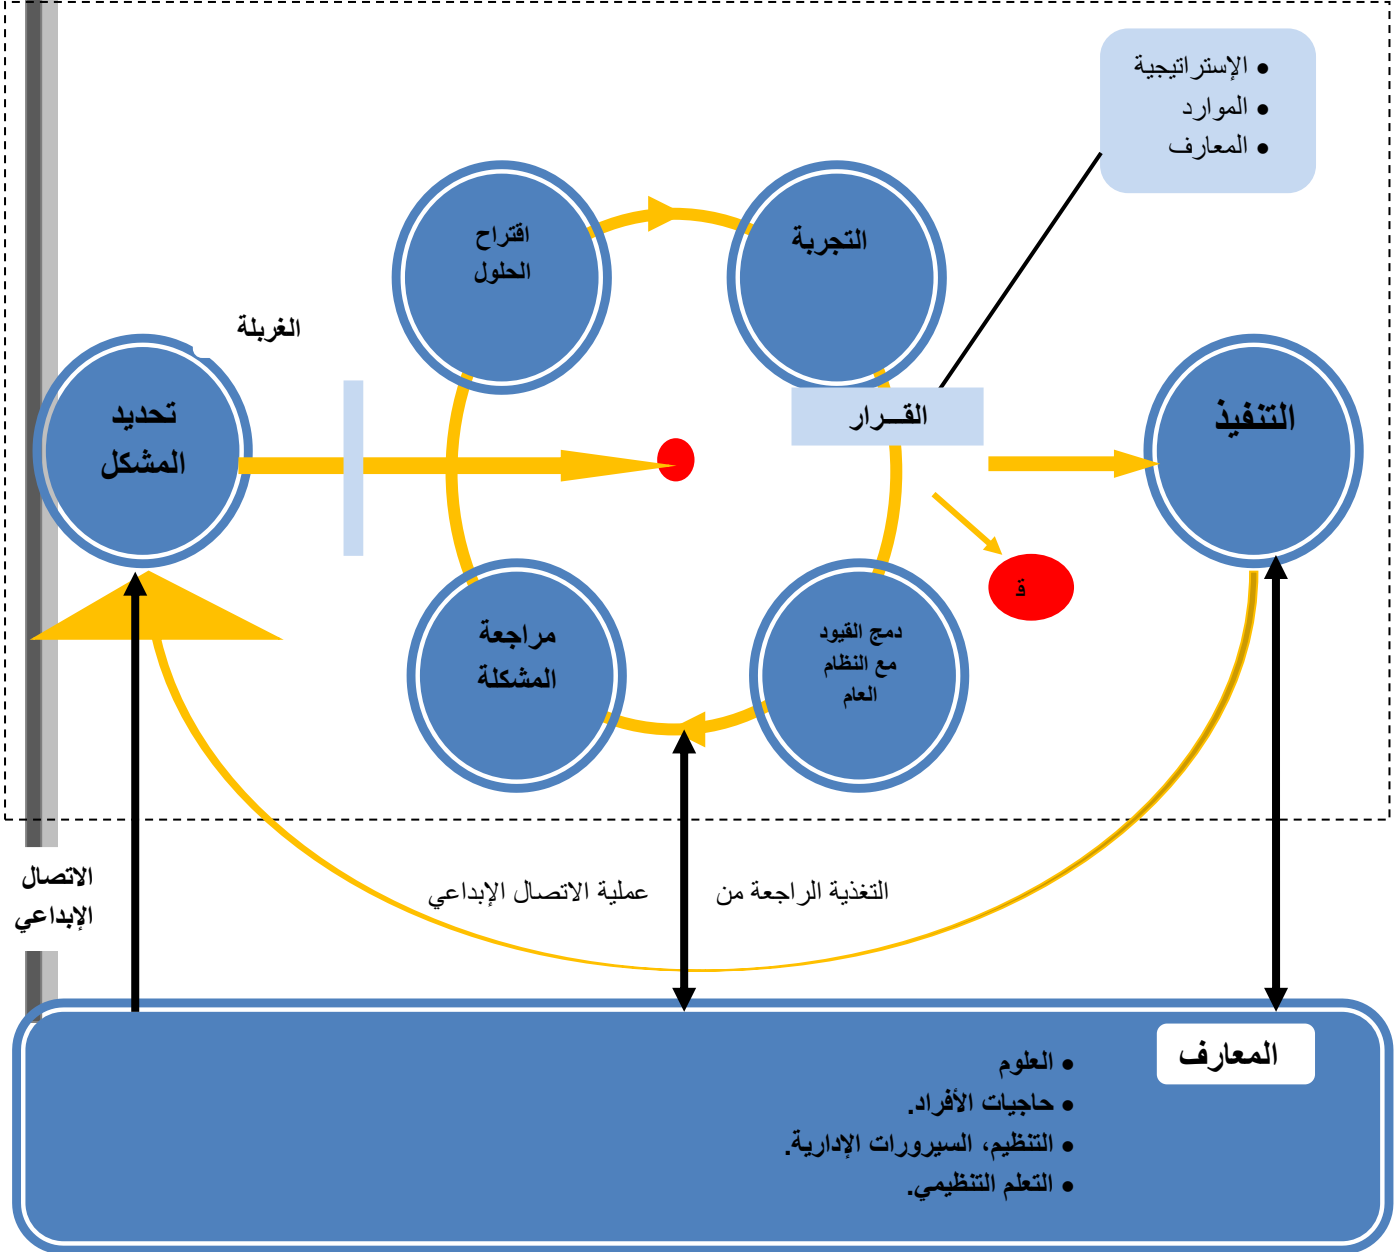 • الإستراتيجية
• الموارد
• المعارف
اقتراح
الحلول
التجربة
الغربلة
تحديد
المشكل
القـــرار
التنفيذ
ق
مراجعة
المشكلة
دمج القيود
مع النظام
العام
الاتصال
الإبداعي
التغذية الراجعة من
عملية الاتصال الإبداعي
المعارف
• العلوم
• حاجيات الأفراد.
• التنظيم، السيرورات الإدارية.
• التعلم التنظيمي.